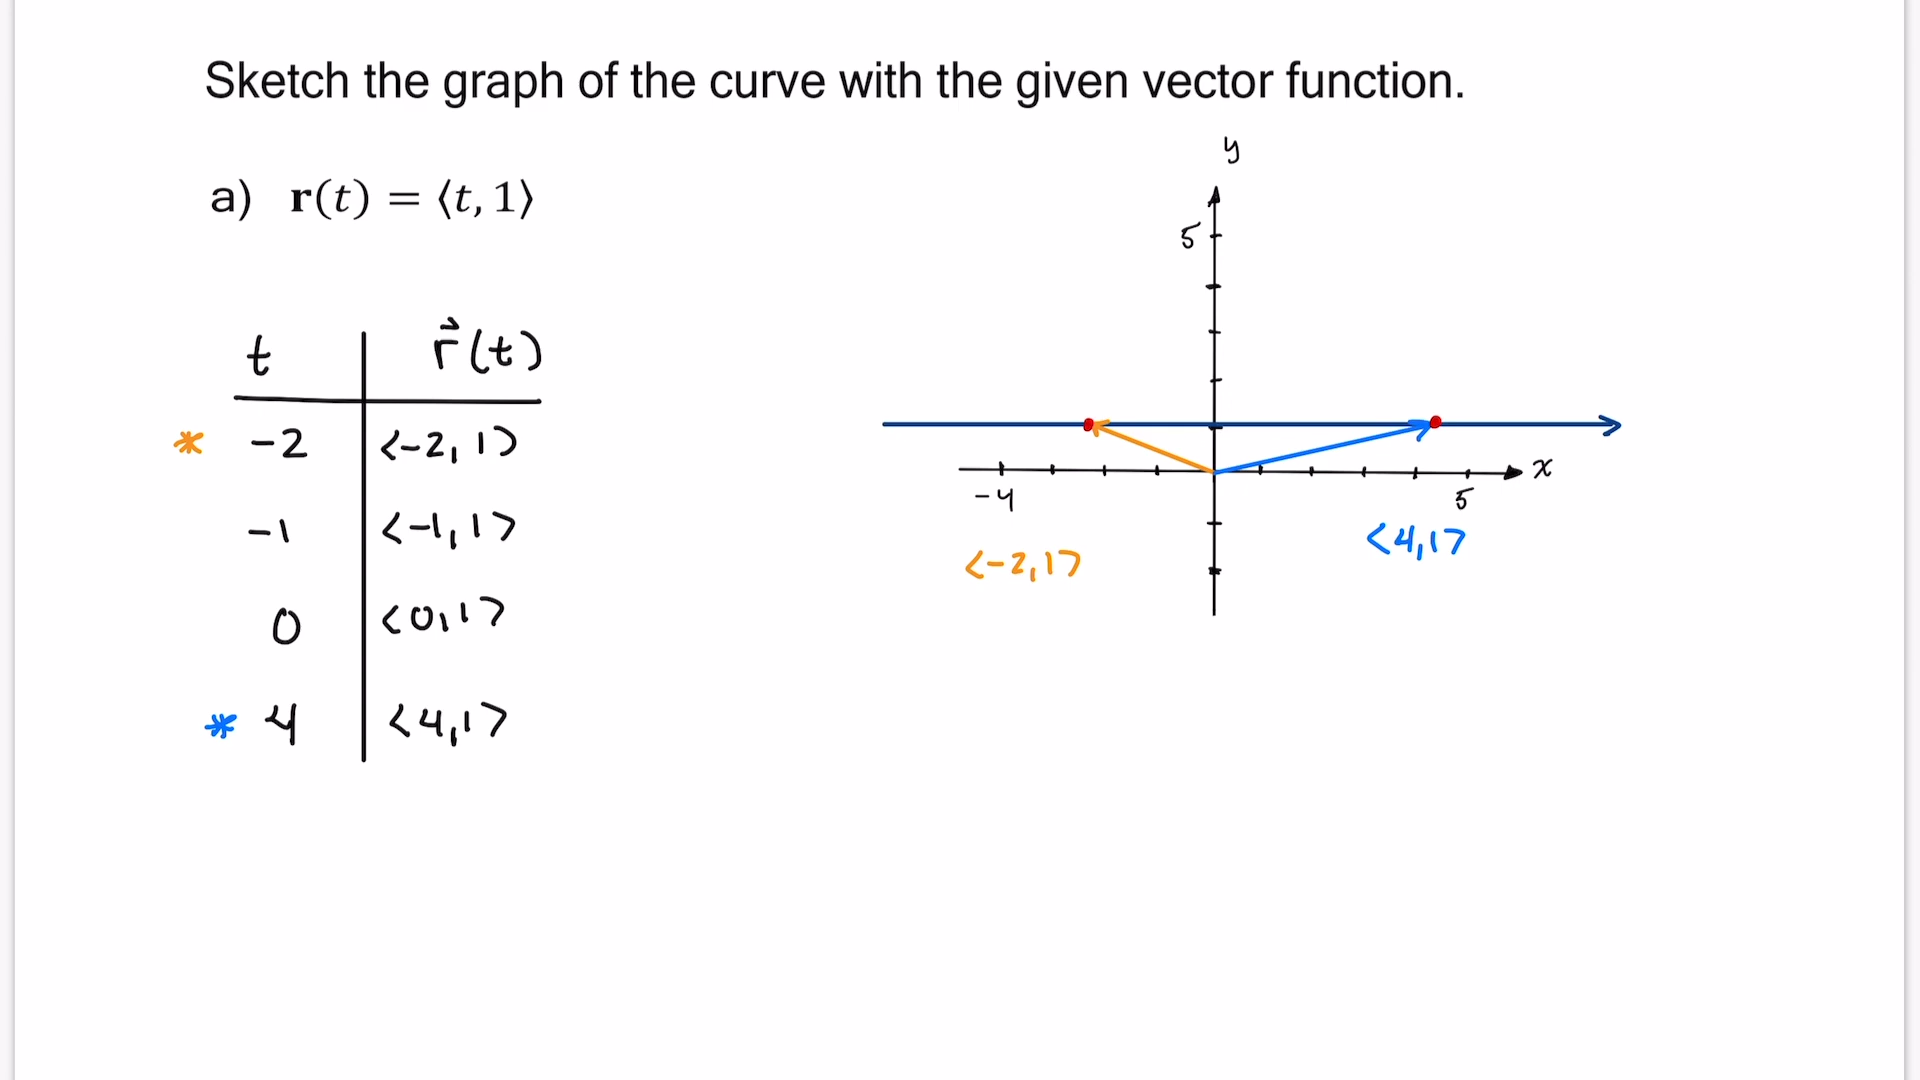 Sketch the graph of the curve with the given vector function.
a) r(t) = ⟨t, 1⟩
t r⃗(t)
* -2 <-2, 1>
-1 <-1, 1>
0 <0, 1>
* 4 <4, 1>
y
5
x
-4
5
<-2, 1>
<4, 1>